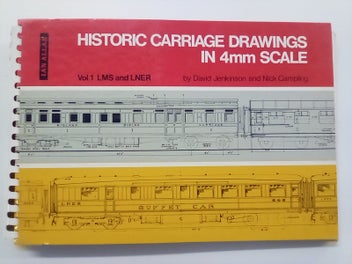 IAN ALLAN
HISTORIC CARRIAGE DRAWINGS
IN 4mm SCALE
Vol.1 LMS and LNER
by David Jenkinson and Nick Campling
LNER
BUFFET CAR